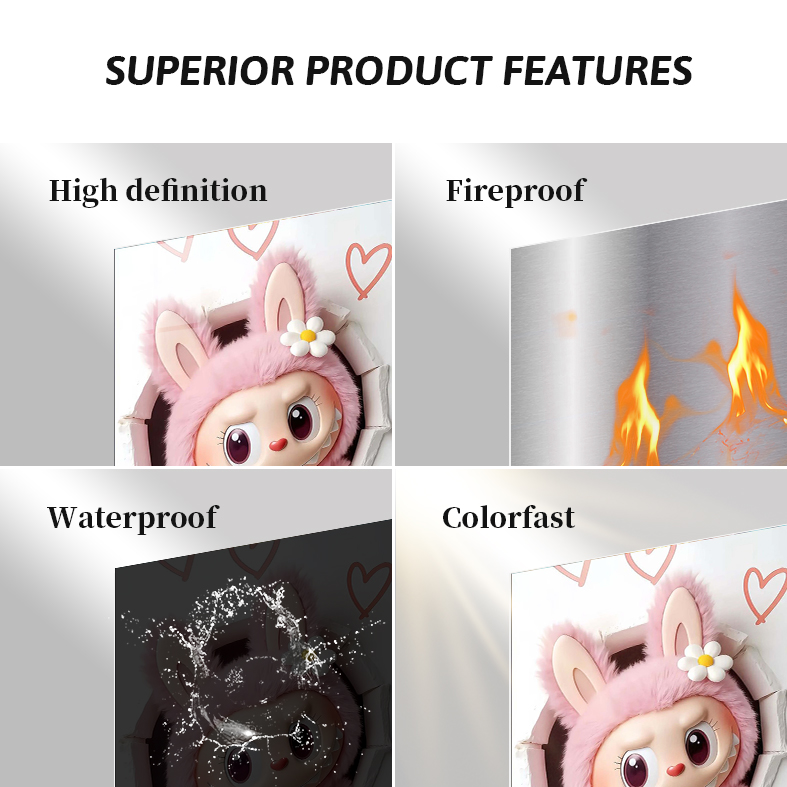 SUPERIOR PRODUCT FEATURES
High definition
Fireproof
Waterproof
Colorfast